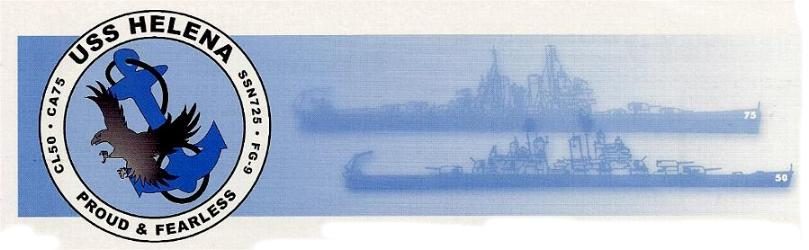 USS HELENA
CL50 • CA75
SSN725 • FG-9
PROUD & FEARLESS
75
50